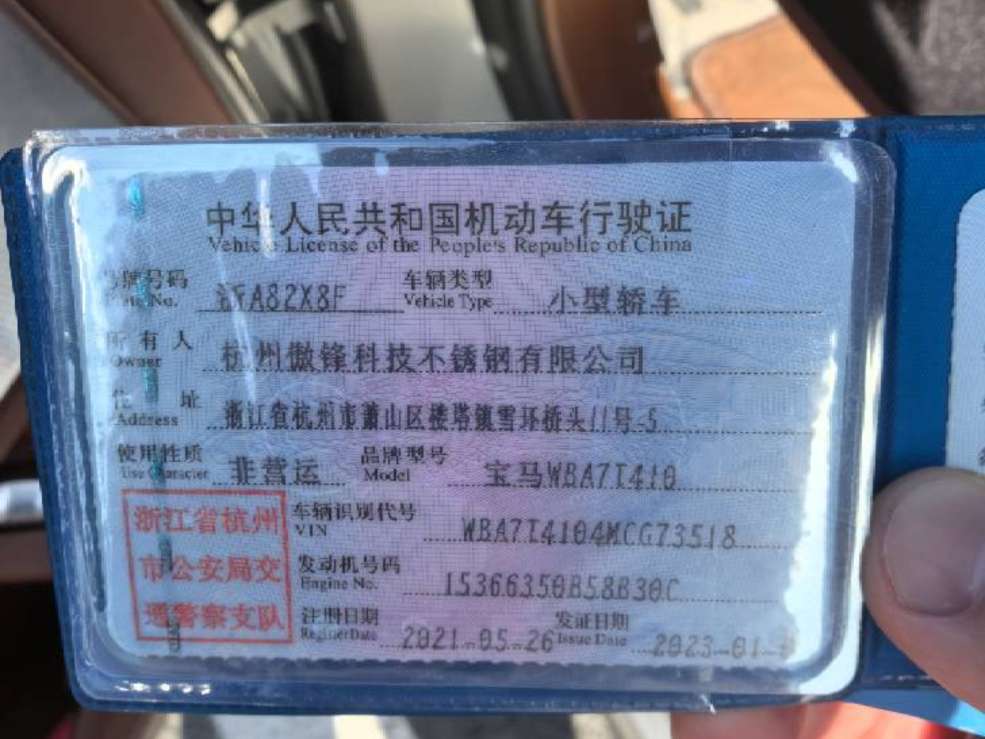 中华人民共和国机动车行驶证
Vehicle License of the People's Republic of China
号牌号码 浙A82X8F 车辆类型 小型轿车
Plate No. Vehicle Type
所有人 杭州傲锋科技不锈钢有限公司
Owner
住址 浙江省杭州市萧山区楼塔镇雪环桥头11号-5
Address
使用性质 非营运 品牌型号 宝马WBA7I410
Use Character Model
车辆识别代号 WBA7I4104MCG73518
VIN
发动机号码 15366350B58B30C
Engine No.
注册日期 2021-05-26 发证日期 2023-01-
Register Date Issue Date
浙江省杭州
市公安局交
通警察支队